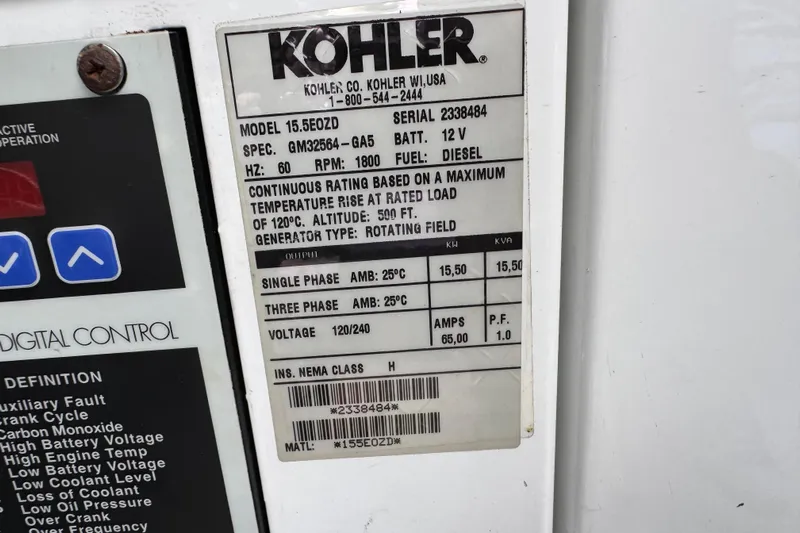 KOHLER®
KOHLER CO. KOHLER WI,USA
1-800-544-2444
MODEL 15.5EOZD SERIAL 2338484
SPEC. GM32564-GA5 BATT. 12 V
HZ: 60 RPM: 1800 FUEL: DIESEL
CONTINUOUS RATING BASED ON A MAXIMUM
TEMPERATURE RISE AT RATED LOAD
OF 120°C. ALTITUDE: 500 FT.
GENERATOR TYPE: ROTATING FIELD
OUTPUT KW KVA
SINGLE PHASE AMB: 25°C 15,50 15,50
THREE PHASE AMB: 25°C
VOLTAGE 120/240 AMPS 65,00 P.F. 1.0
INS. NEMA CLASS H
*2338484*
MATL: *155EOZD*
ACTIVE
OPERATION
DIGITAL CONTROL
DEFINITION
uxiliary Fault
rank Cycle
Carbon Monoxide
High Battery Voltage
High Engine Temp
Low Battery Voltage
Low Coolant Level
Loss of Coolant
Low Oil Pressure
Over Crank
Over Frequency